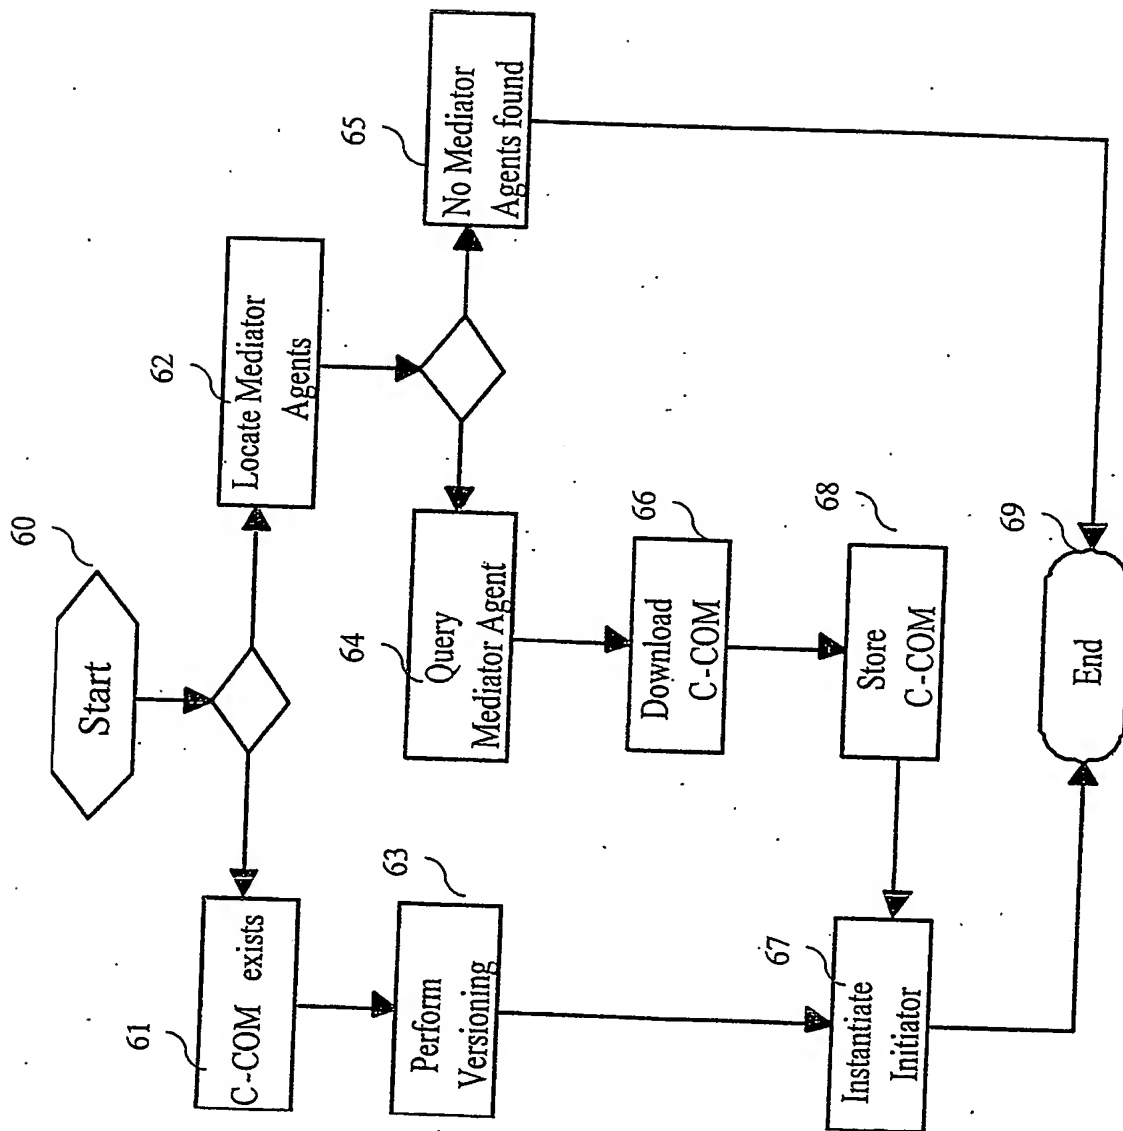 60
Start
61
C-COM exists
62
Locate Mediator
Agents
63
Perform
Versioning
64
Query
Mediator Agent
65
No Mediator
Agents found
66
Download
C-COM
67
Instantiate
Initiator
68
Store
C-COM
69
End